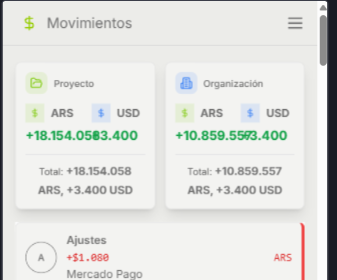 $ Movimientos
Proyecto
$ ARS $ USD
+18.154.058
+3.400
Total: +18.154.058
ARS, +3.400 USD
Organización
$ ARS $ USD
+10.859.557
+3.400
Total: +10.859.557
ARS, +3.400 USD
Ajustes
A +$1.080 ARS
Mercado Pago